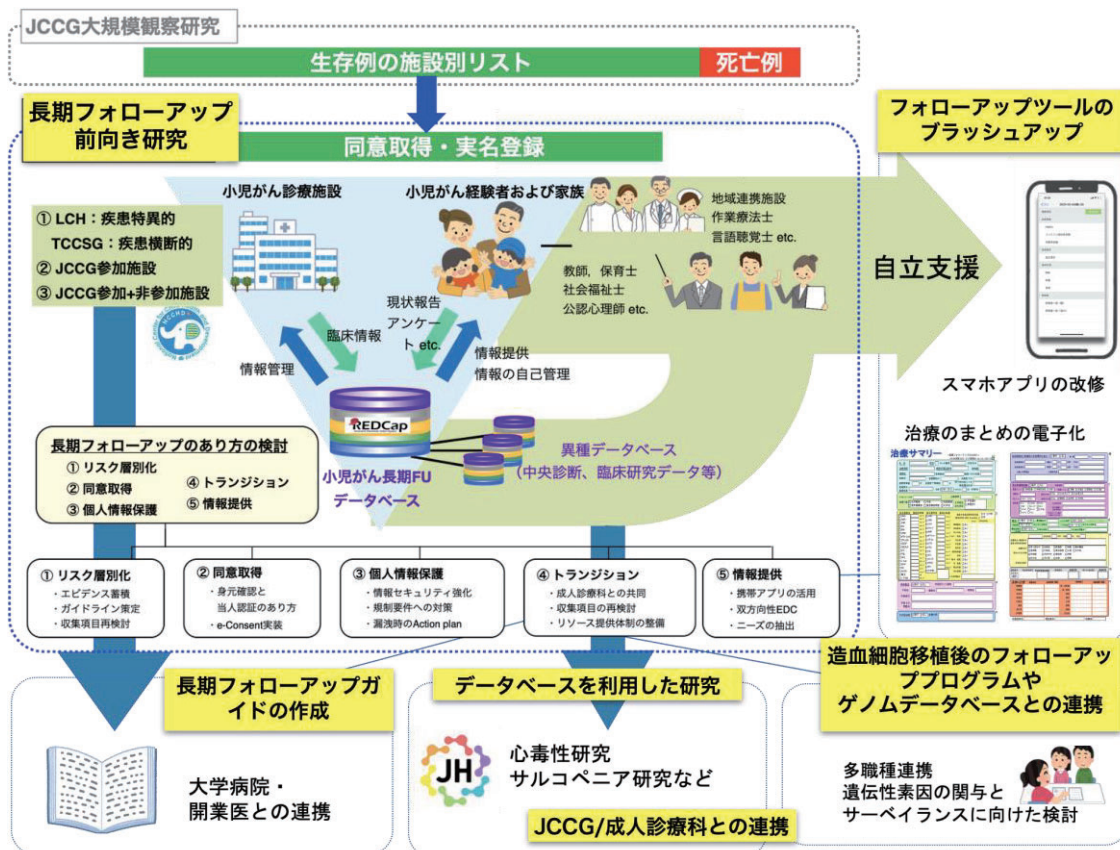 JCCG大規模観察研究
生存例の施設別リスト
死亡例
長期フォローアップ
前向き研究
同意取得・実名登録
フォローアップツールの
ブラッシュアップ
① LCH：疾患特異的
TCCSG：疾患横断的
② JCCG参加施設
③ JCCG参加+非参加施設
小児がん診療施設
小児がん経験者および家族
地域連携施設
作業療法士
言語聴覚士 etc.
教師，保育士
社会福祉士
公認心理師 etc.
自立支援
スマホアプリの改修
情報管理
臨床情報
現状報告
アンケー
ト etc.
情報提供
情報の自己管理
REDCap
小児がん長期FU
データベース
異種データベース
（中央診断、臨床研究データ等）
治療のまとめの電子化
治療サマリー
長期フォローアップのあり方の検討
① リスク層別化
② 同意取得
③ 個人情報保護
④ トランジション
⑤ 情報提供
① リスク層別化
・エビデンス蓄積
・ガイドライン策定
・収集項目再検討
② 同意取得
・身元確認と
当人認証のあり方
・e-Consent実装
③ 個人情報保護
・情報セキュリティ強化
・規制要件への対策
・漏洩時のAction plan
④ トランジション
・成人診療科との共同
・収集項目の再検討
・リソース提供体制の整備
⑤ 情報提供
・携帯アプリの活用
・双方向性EDC
・ニーズの抽出
長期フォローアップガ
イドの作成
大学病院・
開業医との連携
データベースを利用した研究
JH
心毒性研究
サルコペニア研究など
JCCG/成人診療科との連携
造血細胞移植後のフォローアッ
ププログラムや
ゲノムデータベースとの連携
多職種連携
遺伝性素因の関与と
サーベイランスに向けた検討